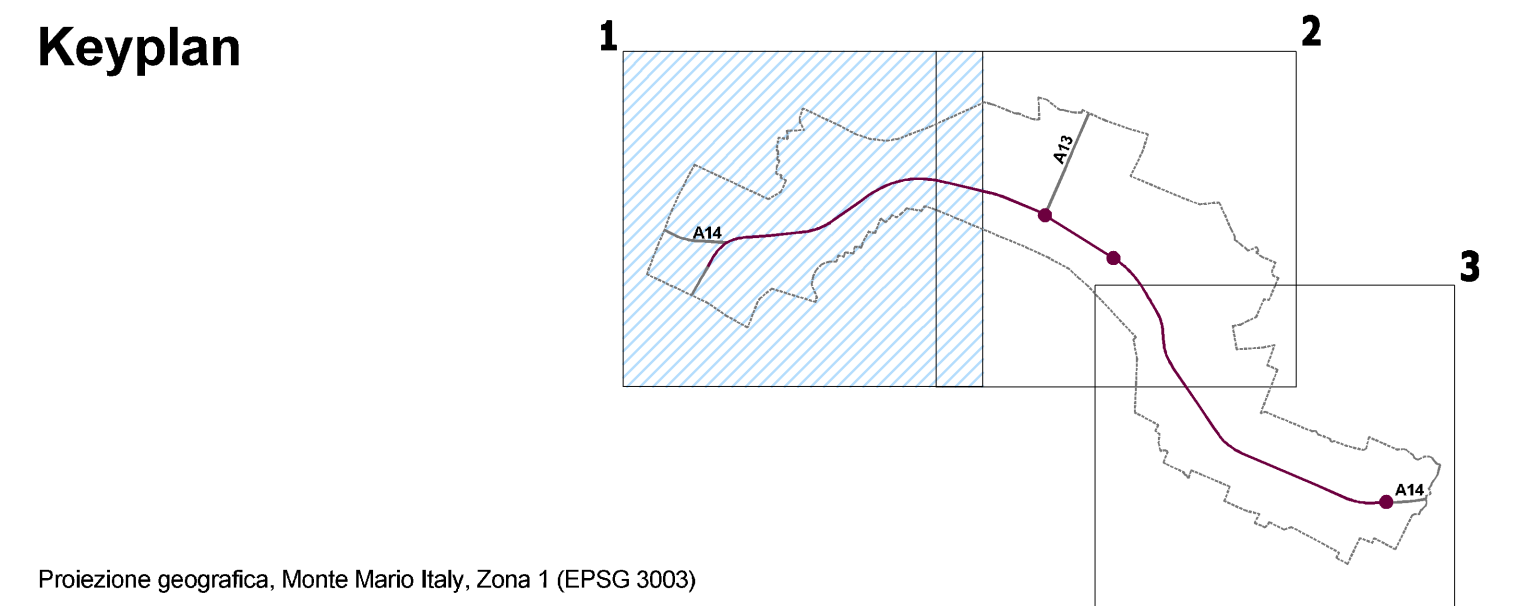 Keyplan
1
2
A13
A14
3
A14
Proiezione geografica, Monte Mario Italy, Zona 1 (EPSG 3003)